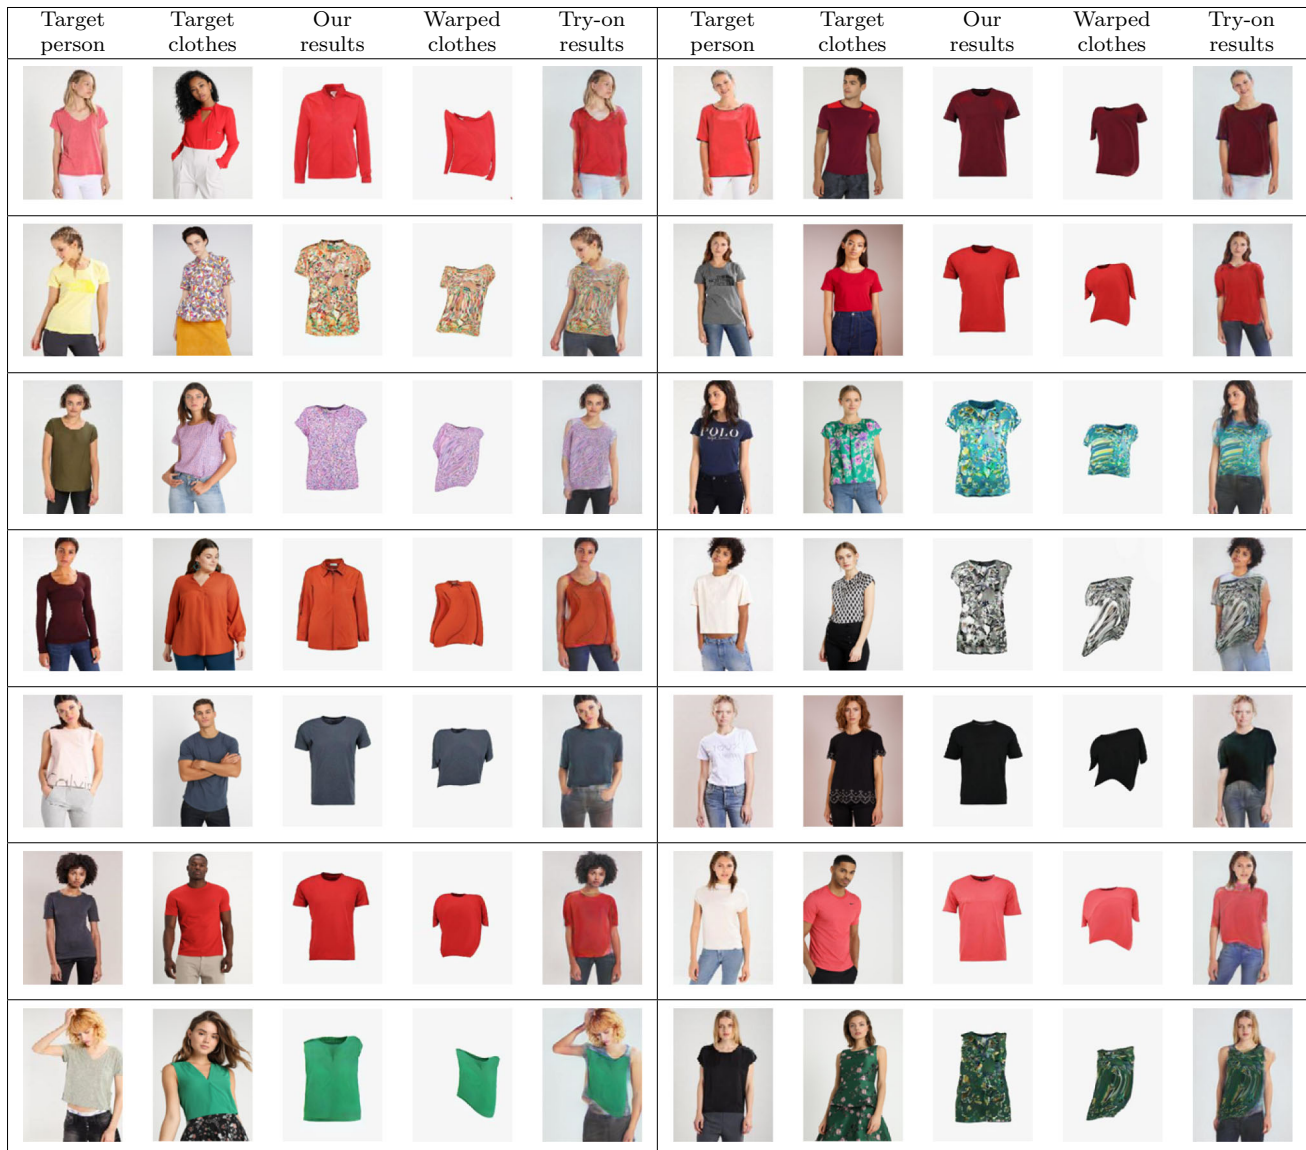 Target person
Target clothes
Our results
Warped clothes
Try-on results
Target person
Target clothes
Our results
Warped clothes
Try-on results
POLO
Calvin